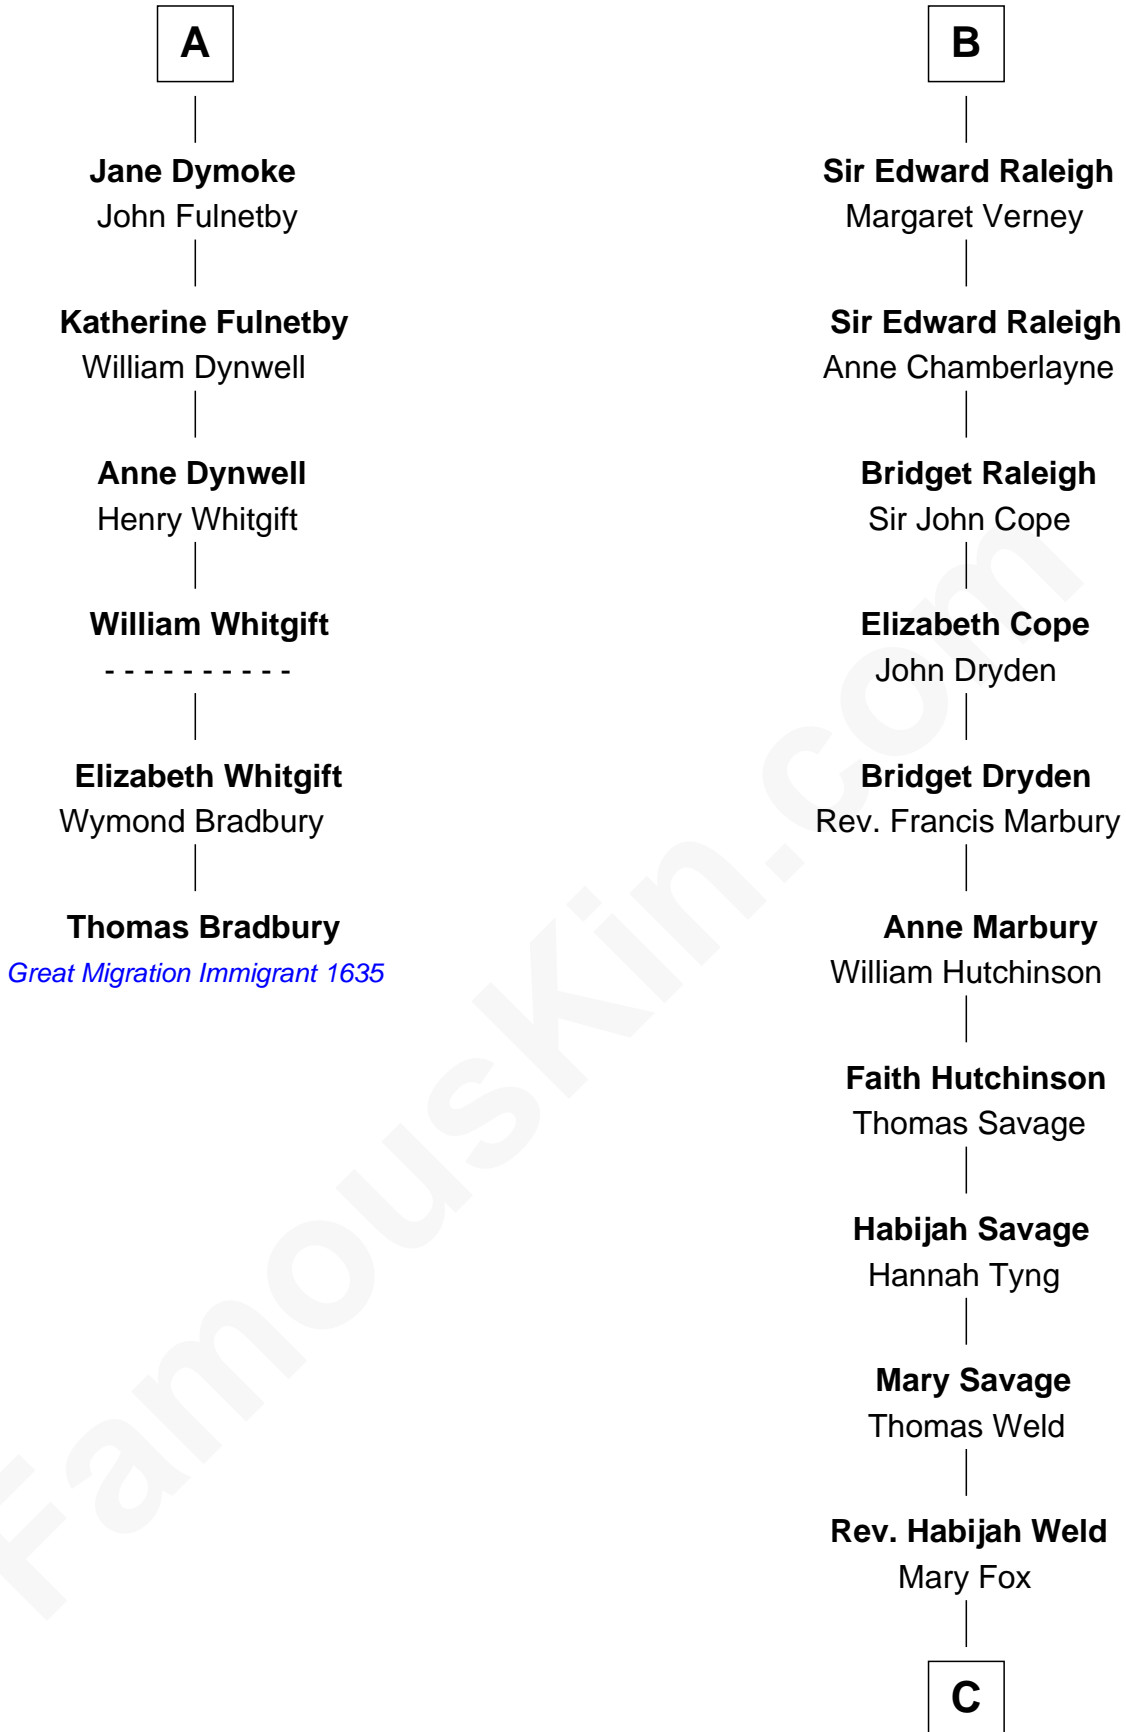 A
Jane Dymoke
John Fulnetby
Katherine Fulnetby
William Dynwell
Anne Dynwell
Henry Whitgift
William Whitgift
- - - - - - - - - -
Elizabeth Whitgift
Wymond Bradbury
Thomas Bradbury
Great Migration Immigrant 1635
B
Sir Edward Raleigh
Margaret Verney
Sir Edward Raleigh
Anne Chamberlayne
Bridget Raleigh
Sir John Cope
Elizabeth Cope
John Dryden
Bridget Dryden
Rev. Francis Marbury
Anne Marbury
William Hutchinson
Faith Hutchinson
Thomas Savage
Habijah Savage
Hannah Tyng
Mary Savage
Thomas Weld
Rev. Habijah Weld
Mary Fox
C
FamousKin.com